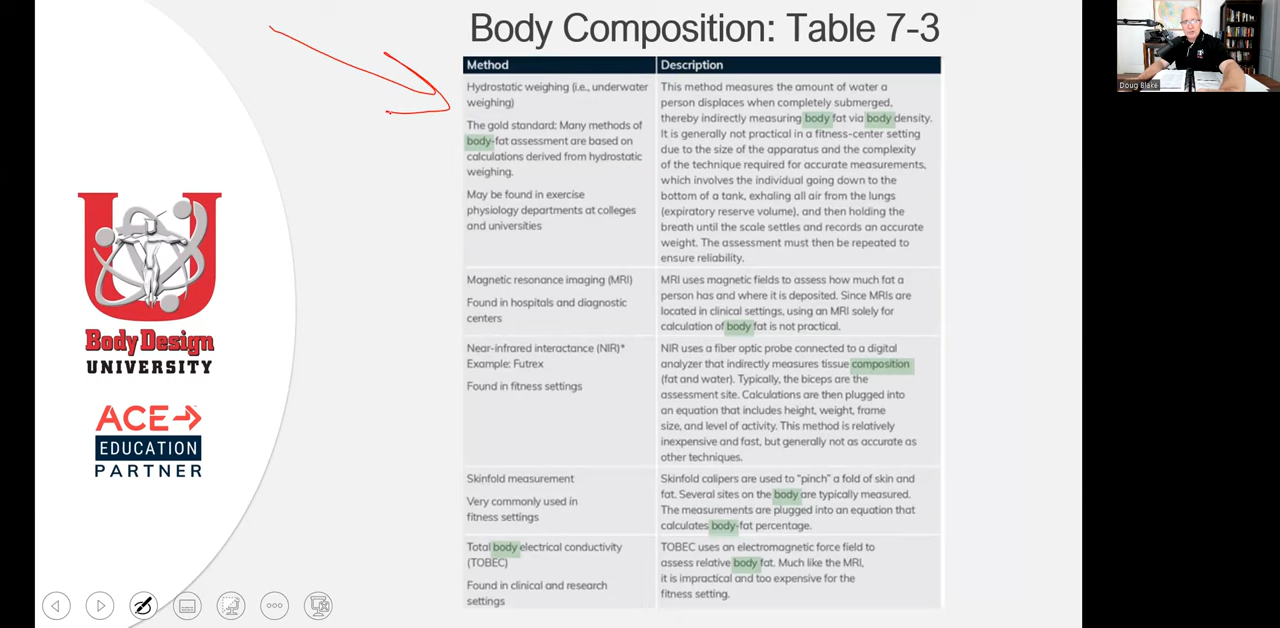 Body Composition: Table 7-3
Method
Description
Hydrostatic weighing (i.e., underwater
weighing)
The gold standard: Many methods of
body-fat assessment are based on
calculations derived from hydrostatic
weighing.
May be found in exercise
physiology departments at colleges
and universities
This method measures the amount of water a
person displaces when completely submerged,
thereby indirectly measuring body fat via body density.
It is generally not practical in a fitness-center setting
due to the size of the apparatus and the complexity
of the technique required for accurate measurements,
which involves the individual going down to the
bottom of a tank, exhaling all air from the lungs
(expiratory reserve volume), and then holding the
breath until the scale settles and records an accurate
weight. The assessment must then be repeated to
ensure reliability.
Magnetic resonance imaging (MRI)
Found in hospitals and diagnostic
centers
MRI uses magnetic fields to assess how much fat a
person has and where it is deposited. Since MRIs are
located in clinical settings, using an MRI solely for
calculation of body fat is not practical.
Near-infrared interactance (NIR)*
Example: Futrex
Found in fitness settings
NIR uses a fiber optic probe connected to a digital
analyzer that indirectly measures tissue composition
(fat and water). Typically, the biceps are the
assessment site. Calculations are then plugged into
an equation that includes height, weight, frame
size, and level of activity. This method is relatively
inexpensive and fast, but generally not as accurate as
other techniques.
Skinfold measurement
Very commonly used in
fitness settings
Skinfold calipers are used to "pinch" a fold of skin and
fat. Several sites on the body are typically measured.
The measurements are plugged into an equation that
calculates body-fat percentage.
Total body electrical conductivity
(TOBEC)
Found in clinical and research
settings
TOBEC uses an electromagnetic force field to
assess relative body fat. Much like the MRI,
it is impractical and too expensive for the
fitness setting.
Body Design
UNIVERSITY
ACE
EDUCATION
PARTNER
Doug Blake